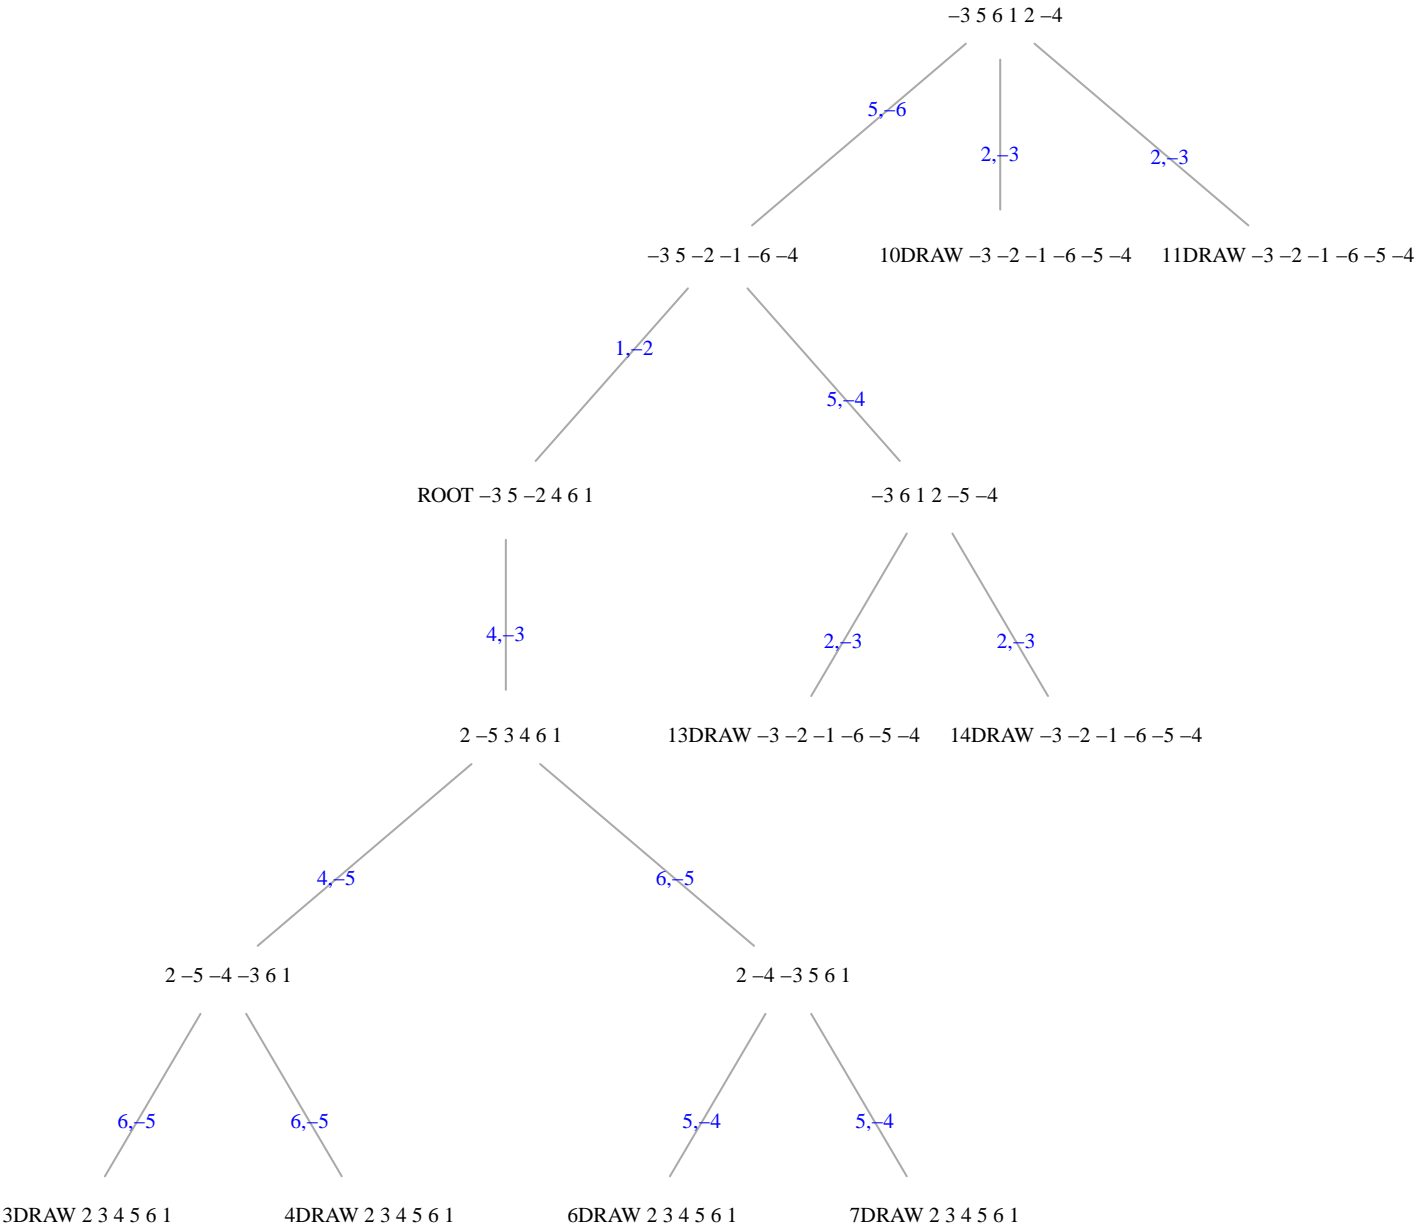 –3 5 6 1 2 –4
5,–6
2,–3
2,–3
–3 5 –2 –1 –6 –4
10DRAW –3 –2 –1 –6 –5 –4
11DRAW –3 –2 –1 –6 –5 –4
1,–2
5,–4
ROOT –3 5 –2 4 6 1
–3 6 1 2 –5 –4
4,–3
2,–3
2,–3
2 –5 3 4 6 1
13DRAW –3 –2 –1 –6 –5 –4
14DRAW –3 –2 –1 –6 –5 –4
4,–5
6,–5
2 –5 –4 –3 6 1
2 –4 –3 5 6 1
6,–5
6,–5
5,–4
5,–4
3DRAW 2 3 4 5 6 1
4DRAW 2 3 4 5 6 1
6DRAW 2 3 4 5 6 1
7DRAW 2 3 4 5 6 1